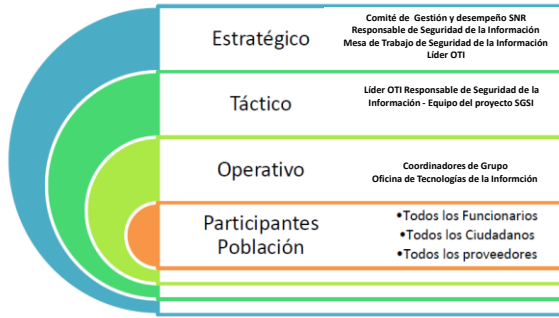 Estratégico
Comité de Gestión y desempeño SNR
Responsable de Seguridad de la Información
Mesa de Trabajo de Seguridad de la Información
Líder OTI
Táctico
Líder OTI Responsable de Seguridad de la
Información - Equipo del proyecto SGSI
Operativo
Coordinadores de Grupo
Oficina de Tecnologías de la Informción
Participantes
Población
•Todos los Funcionarios
•Todos los Ciudadanos
•Todos los proveedores